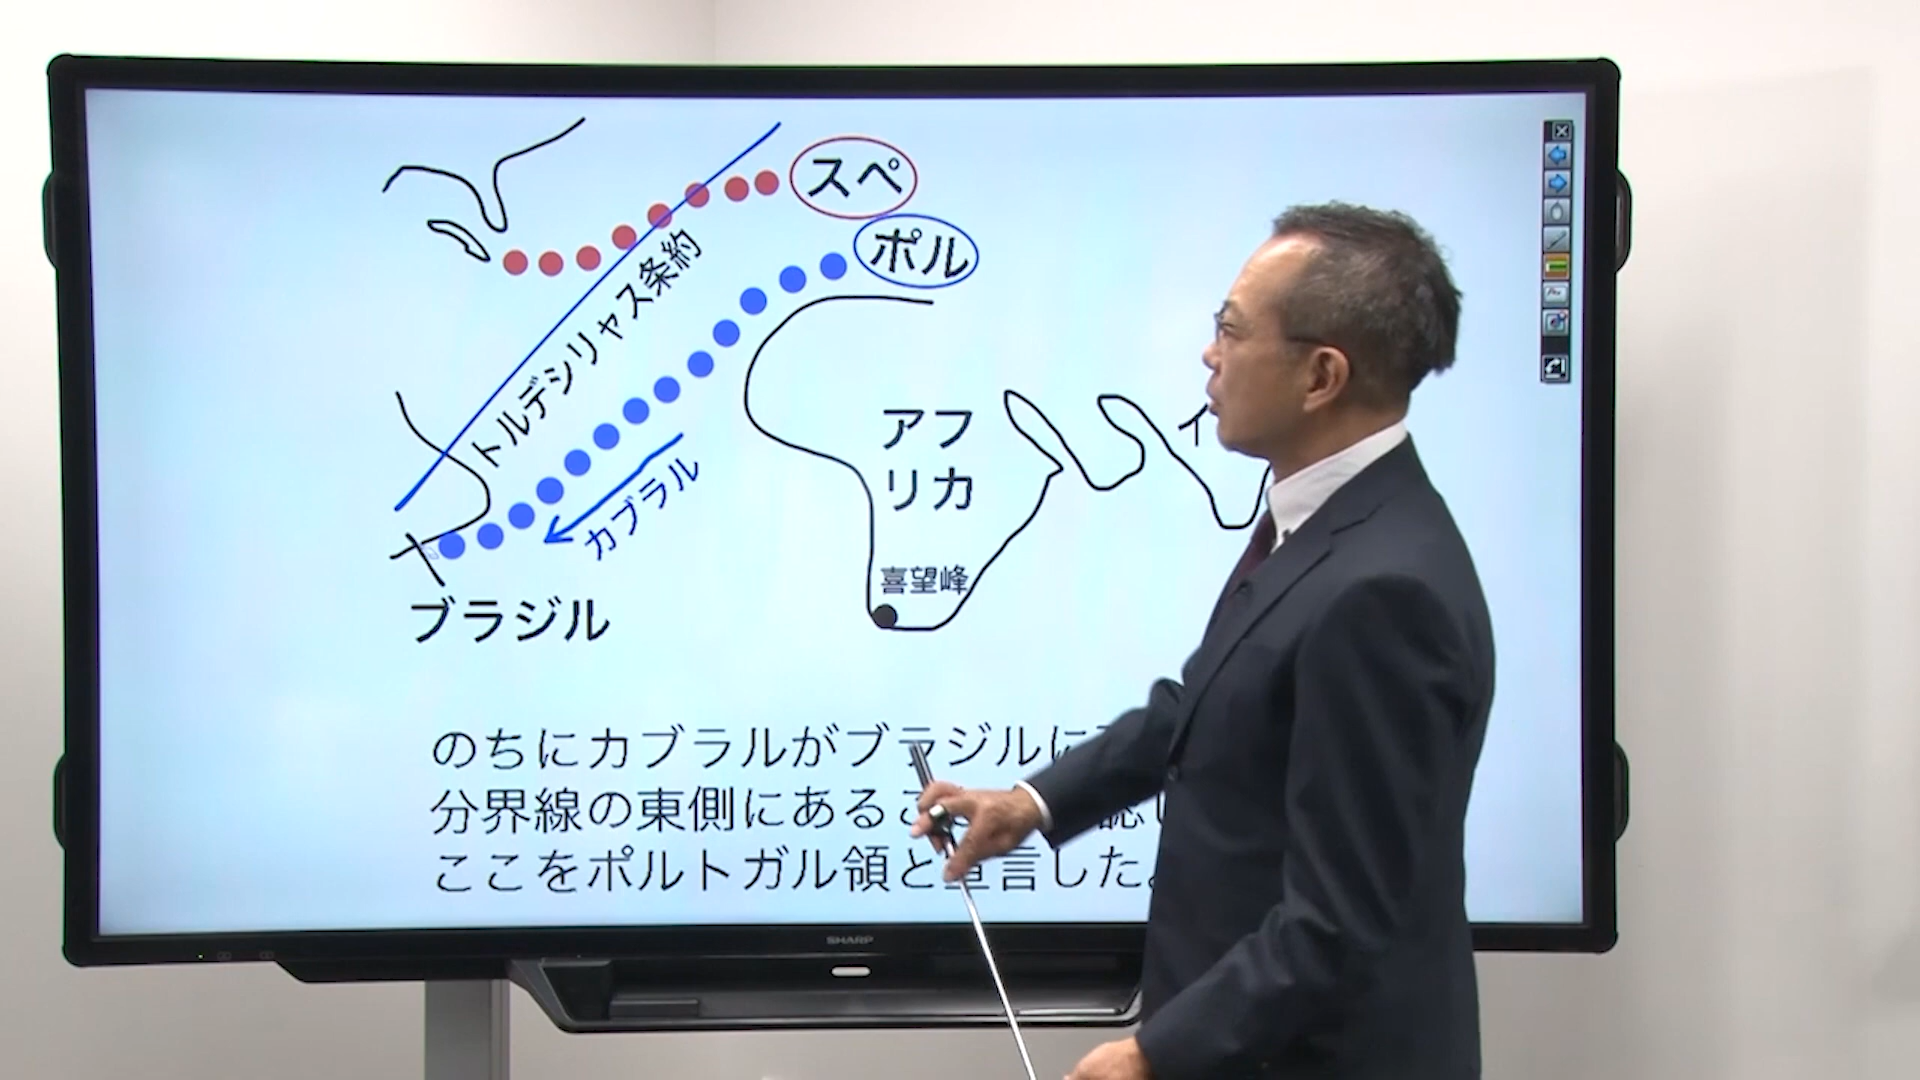 スペ
ポル
トルデシリャス条約
カブラル
アフ
リカ
イ
喜望峰
ブラジル
のちにカブラルがブラジルに
分界線の東側にあるこ
ここをポルトガル領と宣言した。
SHARP